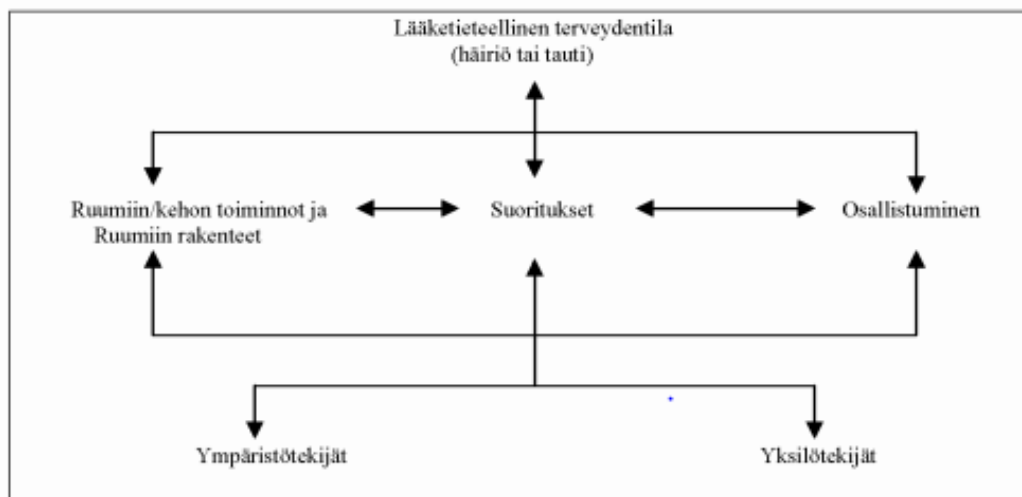 Lääketieteellinen terveydentila
(häiriö tai tauti)
Ruumiin/kehon toiminnot ja
Ruumiin rakenteet
Suoritukset
Osallistuminen
Ympäristötekijät
Yksilötekijät